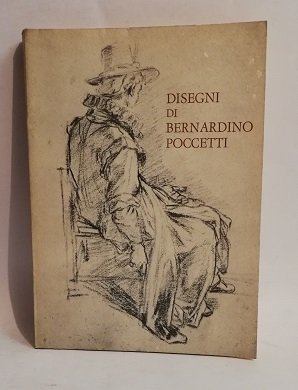 DISEGNI
DI
BERNARDINO
POCCETTI